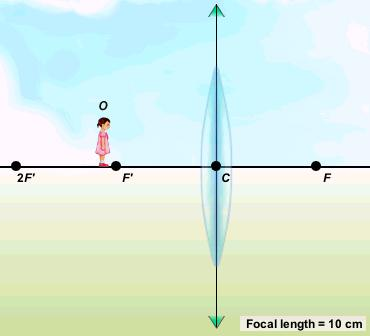 O
2F' F' C F
Focal length = 10 cm